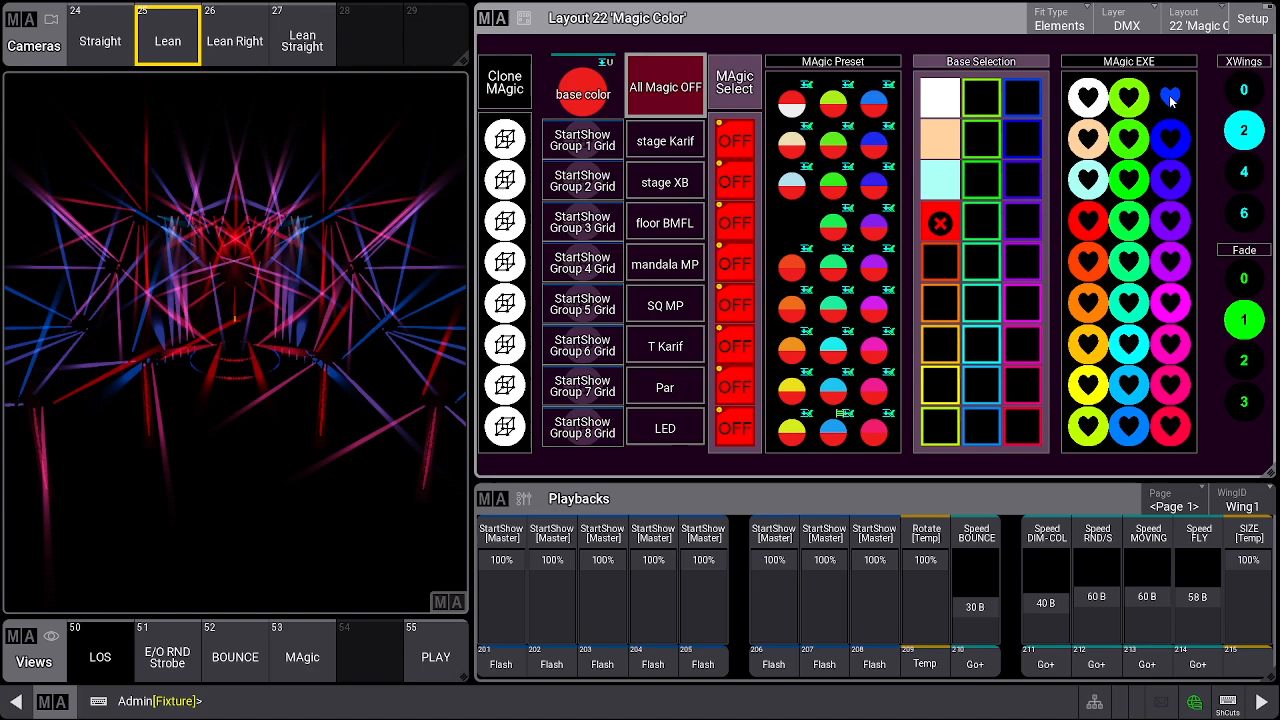 MA
Cameras
24
Straight
25
Lean
26
Lean Right
27
Lean
Straight
28
29
MA
Layout 22 'Magic Color'
Fit Type
Elements
Layer
DMX
Layout
22 'Magic C
Setup
Clone
MAgic
U
base color
All Magic OFF
MAgic
Select
MAgic Preset
Base Selection
MAgic EXE
XWings
0
2
4
6
Fade
0
1
2
3
StartShow
Group 1 Grid
stage Karif
OFF
StartShow
Group 2 Grid
stage XB
OFF
StartShow
Group 3 Grid
floor BMFL
OFF
StartShow
Group 4 Grid
mandala MP
OFF
StartShow
Group 5 Grid
SQ MP
OFF
StartShow
Group 6 Grid
T Karif
OFF
StartShow
Group 7 Grid
Par
OFF
StartShow
Group 8 Grid
LED
OFF
MA
MA
Playbacks
Page
<Page 1>
WingID
Wing1
StartShow
[Master]
100%
201
Flash
StartShow
[Master]
100%
202
Flash
StartShow
[Master]
100%
203
Flash
StartShow
[Master]
100%
204
Flash
StartShow
[Master]
100%
205
Flash
StartShow
[Master]
100%
206
Flash
StartShow
[Master]
100%
207
Flash
StartShow
[Master]
100%
208
Flash
Rotate
[Temp]
100%
209
Temp
Speed
BOUNCE
30 B
210
Go+
Speed
DIM-COL
40 B
211
Go+
Speed
RND/S
60 B
212
Go+
Speed
MOVING
60 B
213
Go+
Speed
FLY
58 B
214
Go+
SIZE
[Temp]
100%
215
MA
Views
50
LOS
51
E/O RND
Strobe
52
BOUNCE
53
MAgic
54
55
PLAY
MA
Admin[Fixture]>
ShCuts